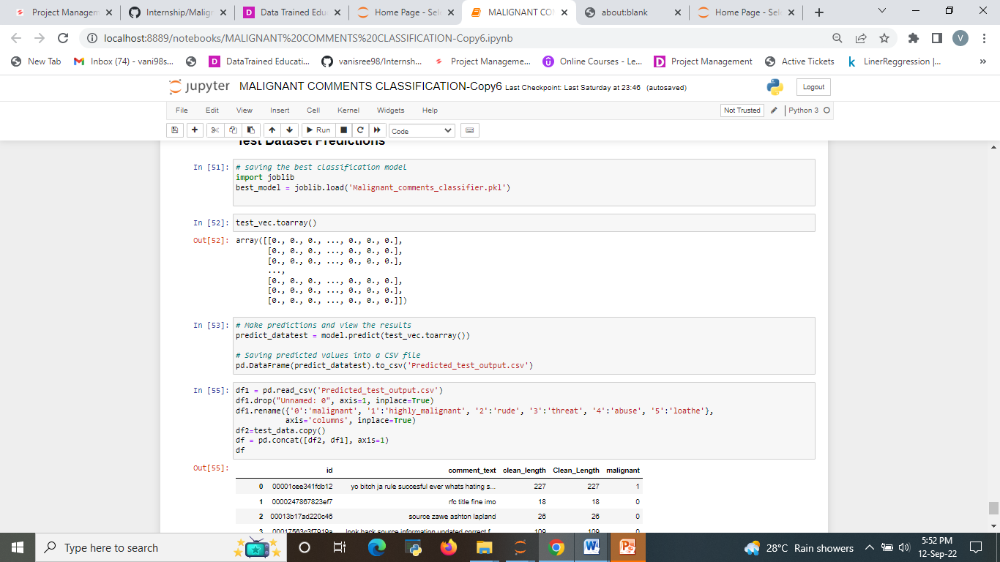 Project Managem
Internship/Malign
Data Trained Edu
Home Page - Sele
MALIGNANT COM
about:blank
Home Page - Sele
localhost:8889/notebooks/MALIGNANT%20COMMENTS%20CLASSIFICATION-Copy6.ipynb
V
New Tab
Inbox (74) - vani98s...
D DataTrained Educati...
vanisree98/Internsh...
Project Manageme...
Online Courses - Le...
Project Management
Active Tickets
k LinerReggression |...
»
jupyter MALIGNANT COMMENTS CLASSIFICATION-Copy6 Last Checkpoint: Last Saturday at 23:46 (autosaved)
Logout
File Edit View Insert Cell Kernel Widgets Help
Not Trusted
Python 3
Run
Code
Test Dataset Predictions
In [51]: # saving the best classification model
import joblib
best_model = joblib.load('Malignant_comments_classifier.pkl')
In [52]: test_vec.toarray()
Out[52]: array([[0., 0., 0., ..., 0., 0., 0.],
[0., 0., 0., ..., 0., 0., 0.],
[0., 0., 0., ..., 0., 0., 0.],
...,
[0., 0., 0., ..., 0., 0., 0.],
[0., 0., 0., ..., 0., 0., 0.],
[0., 0., 0., ..., 0., 0., 0.]])
In [53]: # Make predictions and view the results
predict_datatest = model.predict(test_vec.toarray())
# Saving predicted values into a CSV file
pd.DataFrame(predict_datatest).to_csv('Predicted_test_output.csv')
In [55]: df1 = pd.read_csv('Predicted_test_output.csv')
df1.drop("Unnamed: 0", axis=1, inplace=True)
df1.rename({'0':'malignant', '1':'highly_malignant', '2':'rude', '3':'threat', '4':'abuse', '5':'loathe'},
axis='columns', inplace=True)
df2=test_data.copy()
df = pd.concat([df2, df1], axis=1)
df
Out[55]:
id comment_text clean_length Clean_Length malignant
0 00001cee341fdb12 yo bitch ja rule succesful ever whats hating s... 227 227 1
1 0000247867823ef7 rfc title fine imo 18 18 0
2 00013b17ad220c46 source zawe ashton lapland 26 26 0
3 00017563c3f7919a look back source information updated correct f... 109 109 0
Type here to search
28°C Rain showers
5:52 PM
12-Sep-22